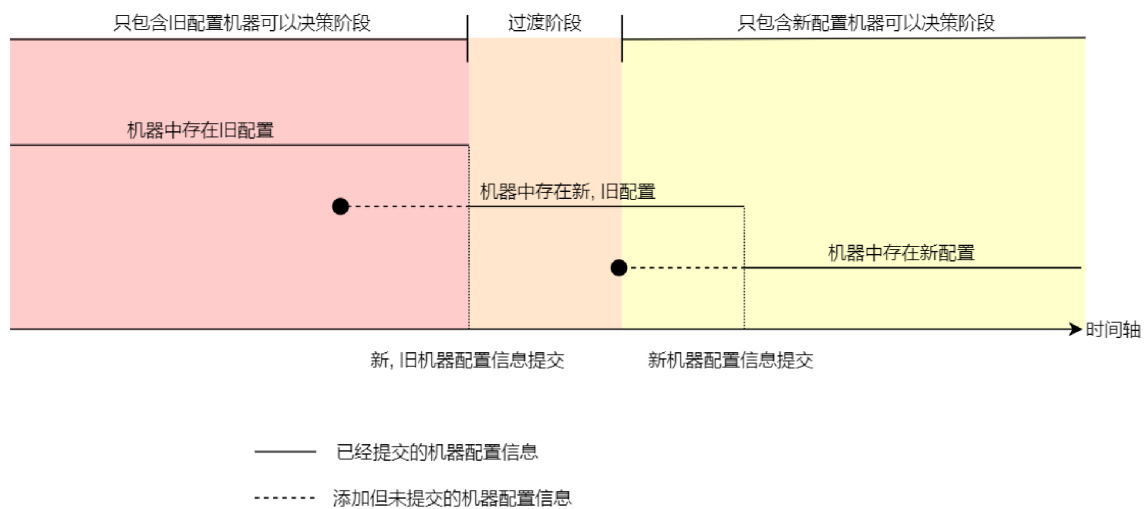 只包含旧配置机器可以决策阶段
过渡阶段
只包含新配置机器可以决策阶段
机器中存在旧配置
机器中存在新, 旧配置
机器中存在新配置
时间轴
新, 旧机器配置信息提交
新机器配置信息提交
已经提交的机器配置信息
添加但未提交的机器配置信息